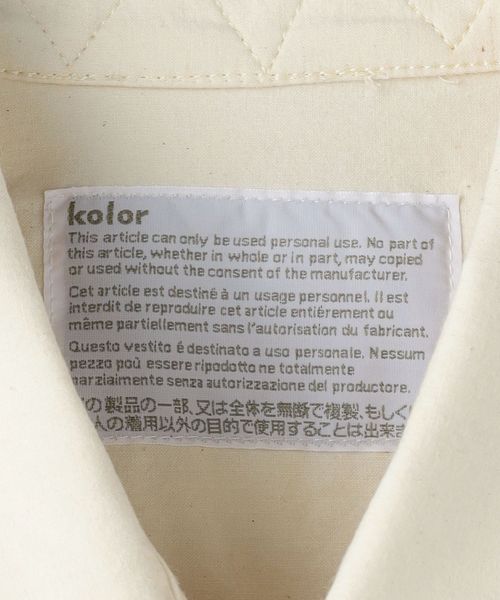 kolor
This article can only be used personal use. No part of
this article, whether in whole or in part, may copied
or used without the consent of the manufacturer.
Cet article est destiné à un usage personnel. Il est
interdit de reproduire cet article entiérement ou
même partiellement sans l'autorisation du fabricant.
Questo vestito é destinato a uso personale. Nessum
pezzo poù essere ripodotto ne totalmente
parzialmente senza autorizzazione del productore.
の製品の一部、又は全体を無断で複製、もしく
人の着用以外の目的で使用することは出来ま